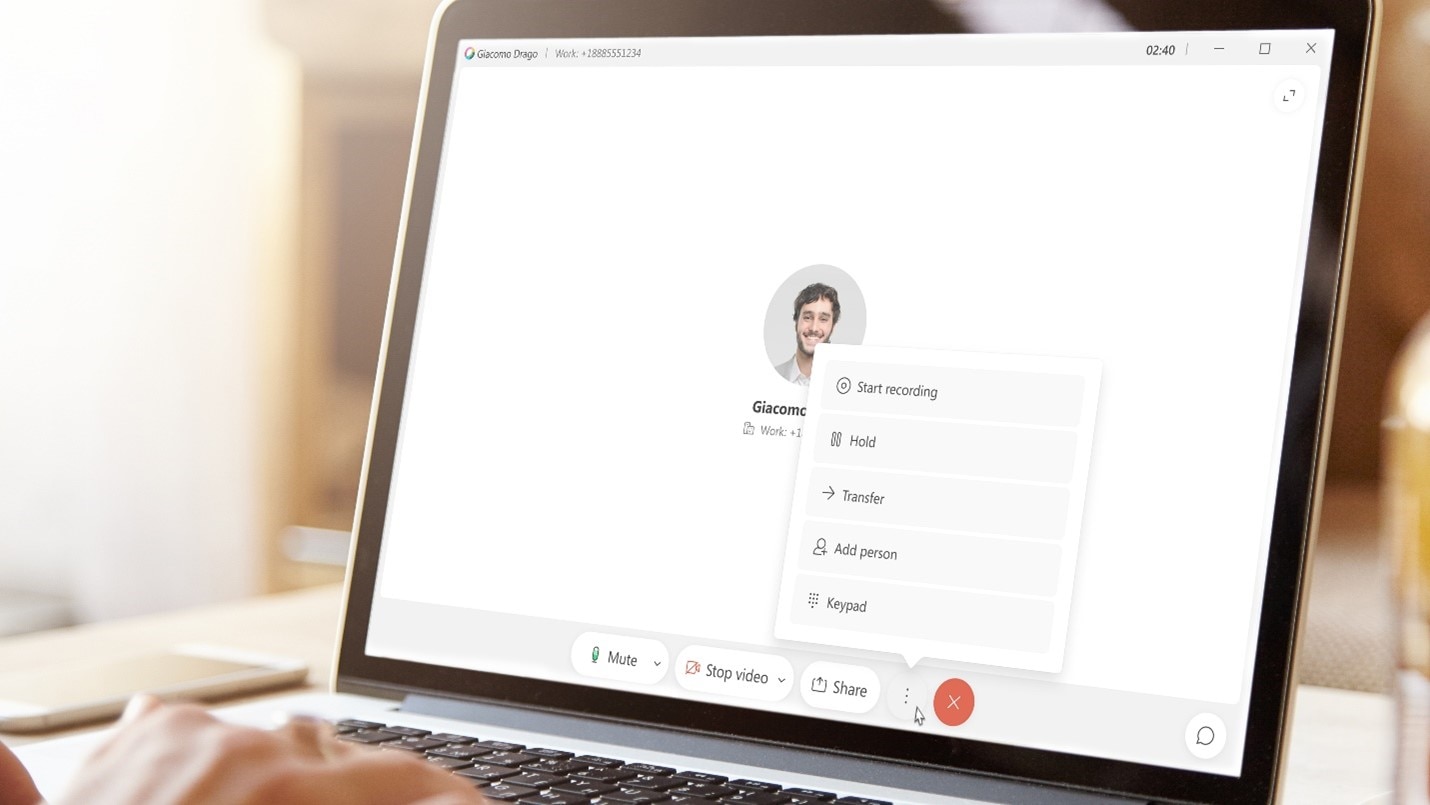 Giacomo Drago | Work: +18885551234
02:40
Giacomo
Work: +1
Start recording
Hold
Transfer
Add person
Keypad
Mute
Stop video
Share